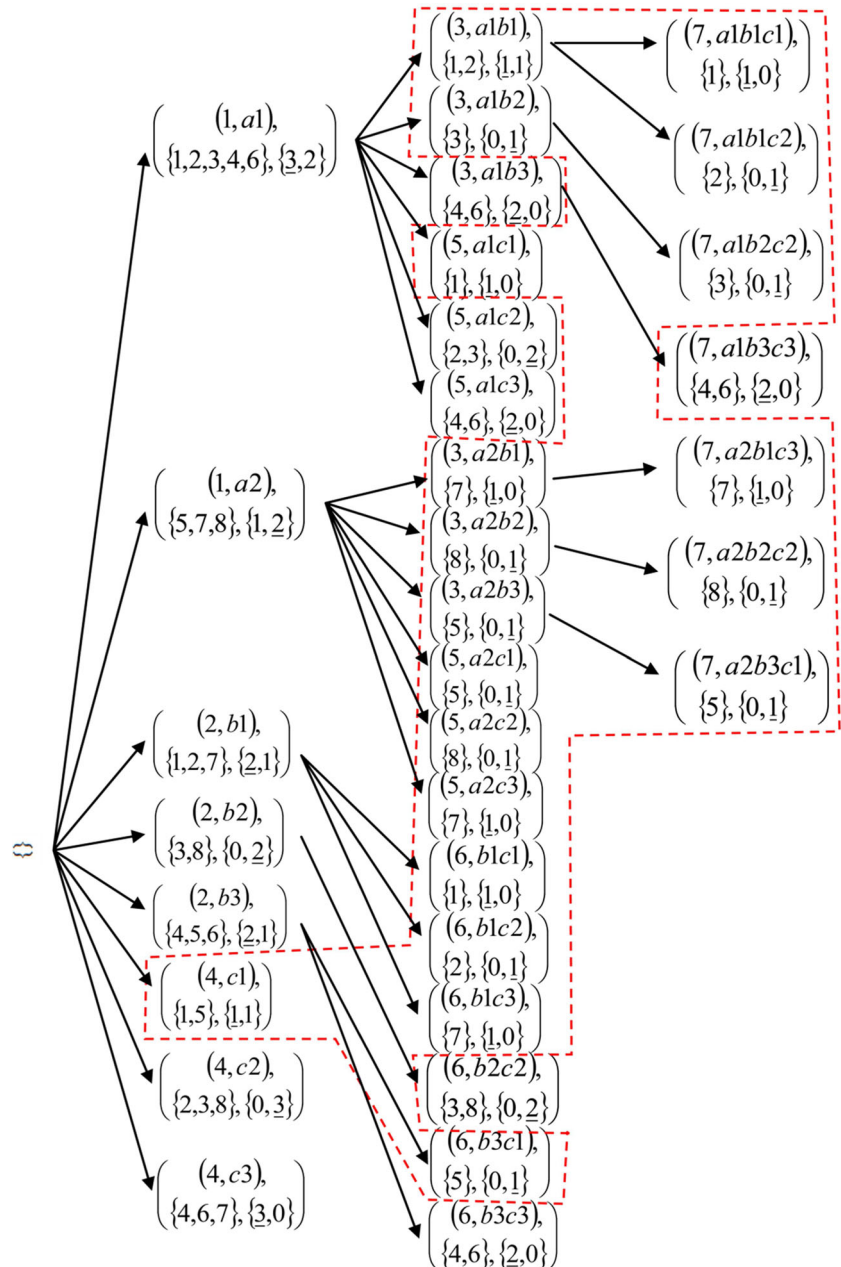 {}
(1, a1),
{1,2,3,4,6}, {3,2}
(1, a2),
{5,7,8}, {1,2}
(2, b1),
{1,2,7}, {2,1}
(2, b2),
{3,8}, {0,2}
(2, b3),
{4,5,6}, {2,1}
(4, c1),
{1,5}, {1,1}
(4, c2),
{2,3,8}, {0,3}
(4, c3),
{4,6,7}, {3,0}
(3, a1b1),
{1,2}, {1,1}
(3, a1b2),
{3}, {0,1}
(3, a1b3),
{4,6}, {2,0}
(5, a1c1),
{1}, {1,0}
(5, a1c2),
{2,3}, {0,2}
(5, a1c3),
{4,6}, {2,0}
(3, a2b1),
{7}, {1,0}
(3, a2b2),
{8}, {0,1}
(3, a2b3),
{5}, {0,1}
(5, a2c1),
{5}, {0,1}
(5, a2c2),
{8}, {0,1}
(5, a2c3),
{7}, {1,0}
(6, b1c1),
{1}, {1,0}
(6, b1c2),
{2}, {0,1}
(6, b1c3),
{7}, {1,0}
(6, b2c2),
{3,8}, {0,2}
(6, b3c1),
{5}, {0,1}
(6, b3c3),
{4,6}, {2,0}
(7, a1b1c1),
{1}, {1,0}
(7, a1b1c2),
{2}, {0,1}
(7, a1b2c2),
{3}, {0,1}
(7, a1b3c3),
{4,6}, {2,0}
(7, a2b1c3),
{7}, {1,0}
(7, a2b2c2),
{8}, {0,1}
(7, a2b3c1),
{5}, {0,1}